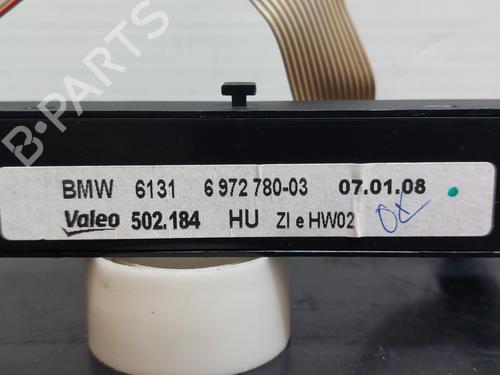 BMW 6131 6 972 780-03 07.01.08
Valeo 502.184 HU ZI e HW02 OK
B-PARTS